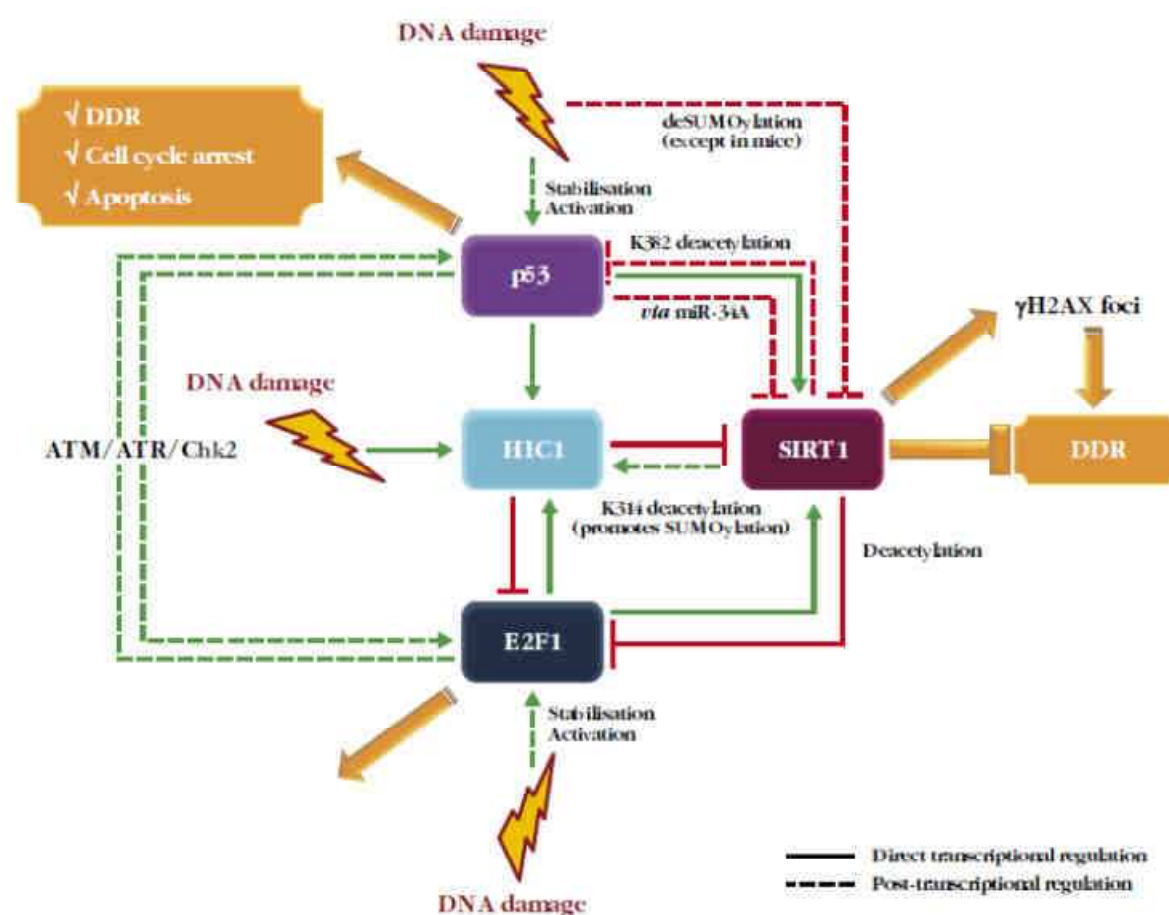 DNA damage
√ DDR
√ Cell cycle arrest
√ Apoptosis
deSUMOylation
(except in mice)
Stabilisation
Activation
K382 deacetylation
p53
via miR-34A
γH2AX foci
DNA damage
ATM/ATR/Chk2
HIC1
SIRT1
DDR
K314 deacetylation
(promotes SUMOylation)
Deacetylation
E2F1
Stabilisation
Activation
DNA damage
Direct transcriptional regulation
Post-transcriptional regulation